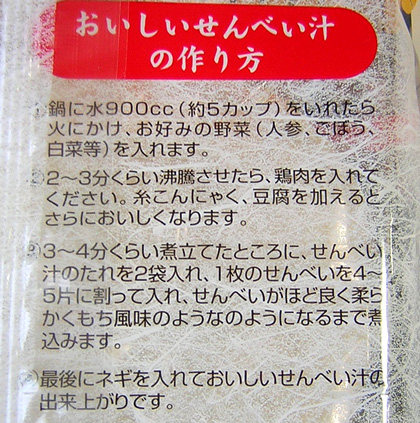 おいしいせんべい汁
の作り方
①鍋に水900cc(約5カップ)をいれたら
火にかけ、お好みの野菜(人参、ごぼう、
白菜等)を入れます。
②2〜3分くらい沸騰させたら、鶏肉を入れて
ください。糸こんにゃく、豆腐を加えると
さらにおいしくなります。
③3〜4分くらい煮立てたところに、せんべい
汁のたれを2袋入れ、1枚のせんべいを4〜
5片に割って入れ、せんべいがほど良く柔ら
かくもち風味のようなのようになるまで煮
込みます。
④最後にネギを入れておいしいせんべい汁の
出来上がりです。